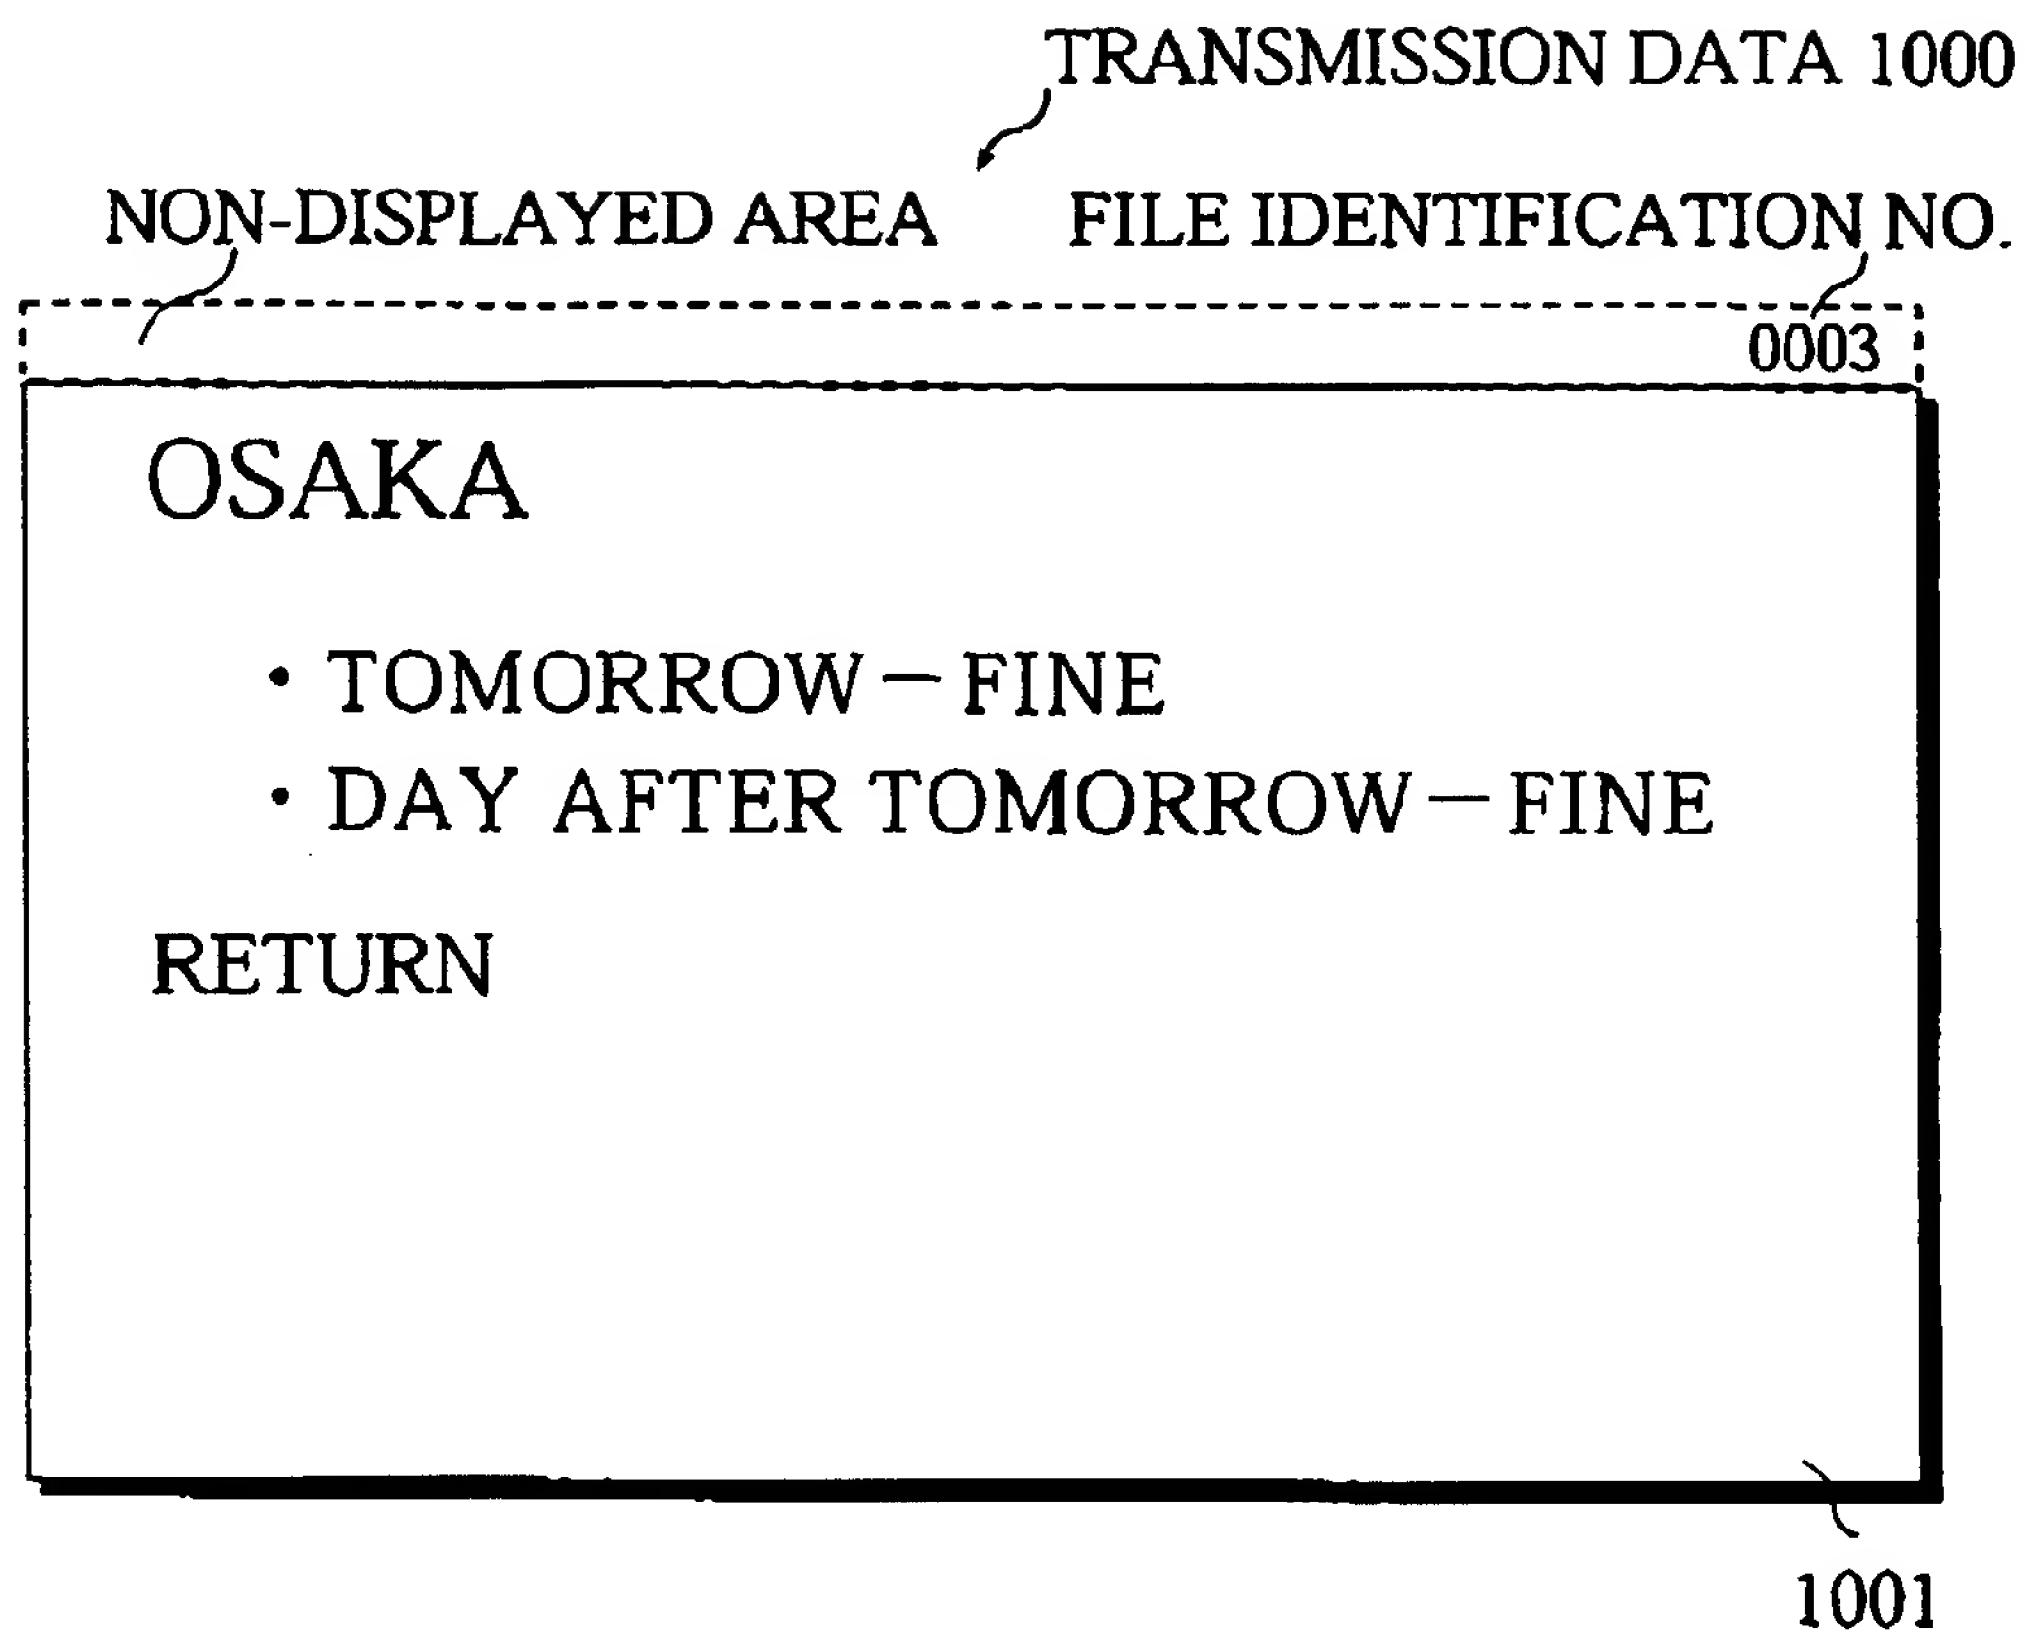 TRANSMISSION DATA 1000
NON-DISPLAYED AREA FILE IDENTIFICATION NO.
0003
OSAKA
・TOMORROW—FINE
・DAY AFTER TOMORROW—FINE
RETURN
1001